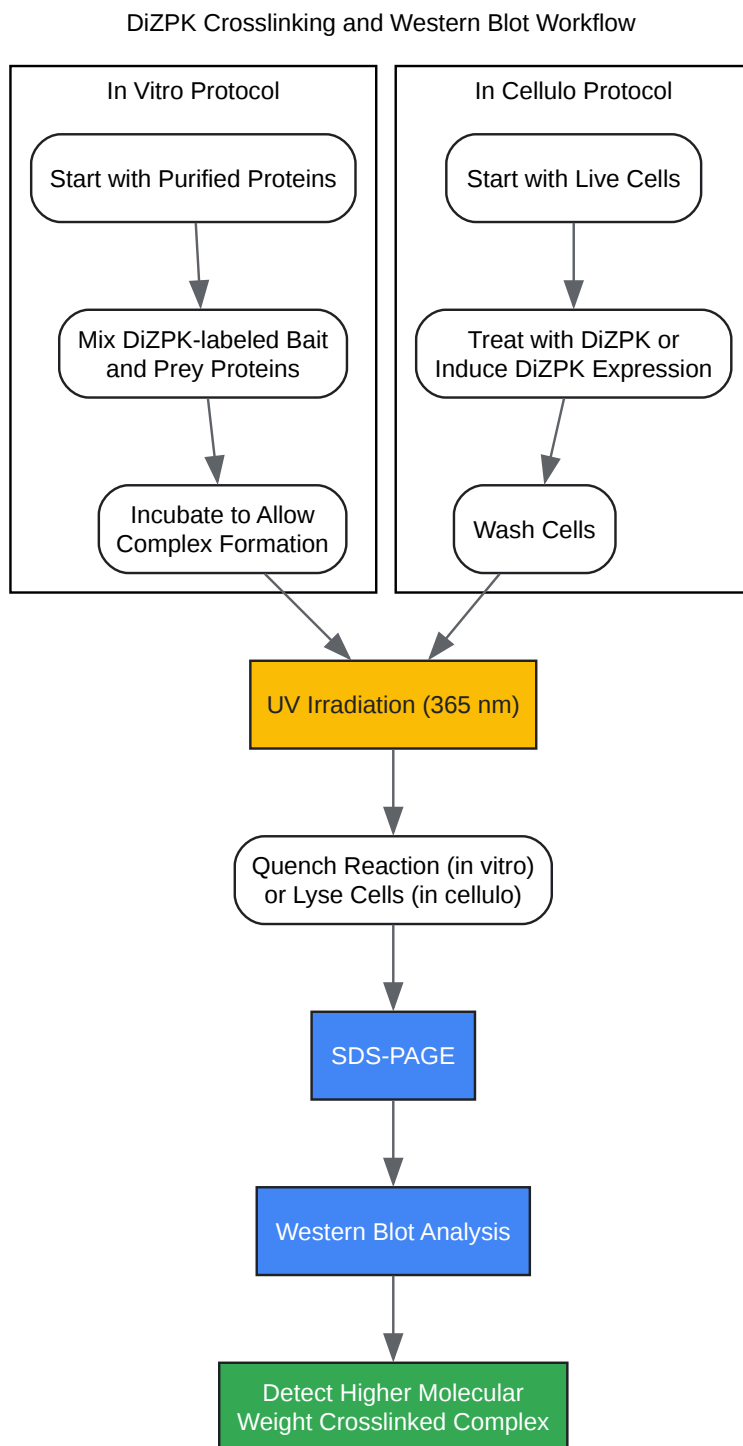 DiZPK Crosslinking and Western Blot Workflow
In Vitro Protocol
Start with Purified Proteins
Mix DiZPK-labeled Bait
and Prey Proteins
Incubate to Allow
Complex Formation
In Cellulo Protocol
Start with Live Cells
Treat with DiZPK or
Induce DiZPK Expression
Wash Cells
UV Irradiation (365 nm)
Quench Reaction (in vitro)
or Lyse Cells (in cellulo)
SDS-PAGE
Western Blot Analysis
Detect Higher Molecular
Weight Crosslinked Complex